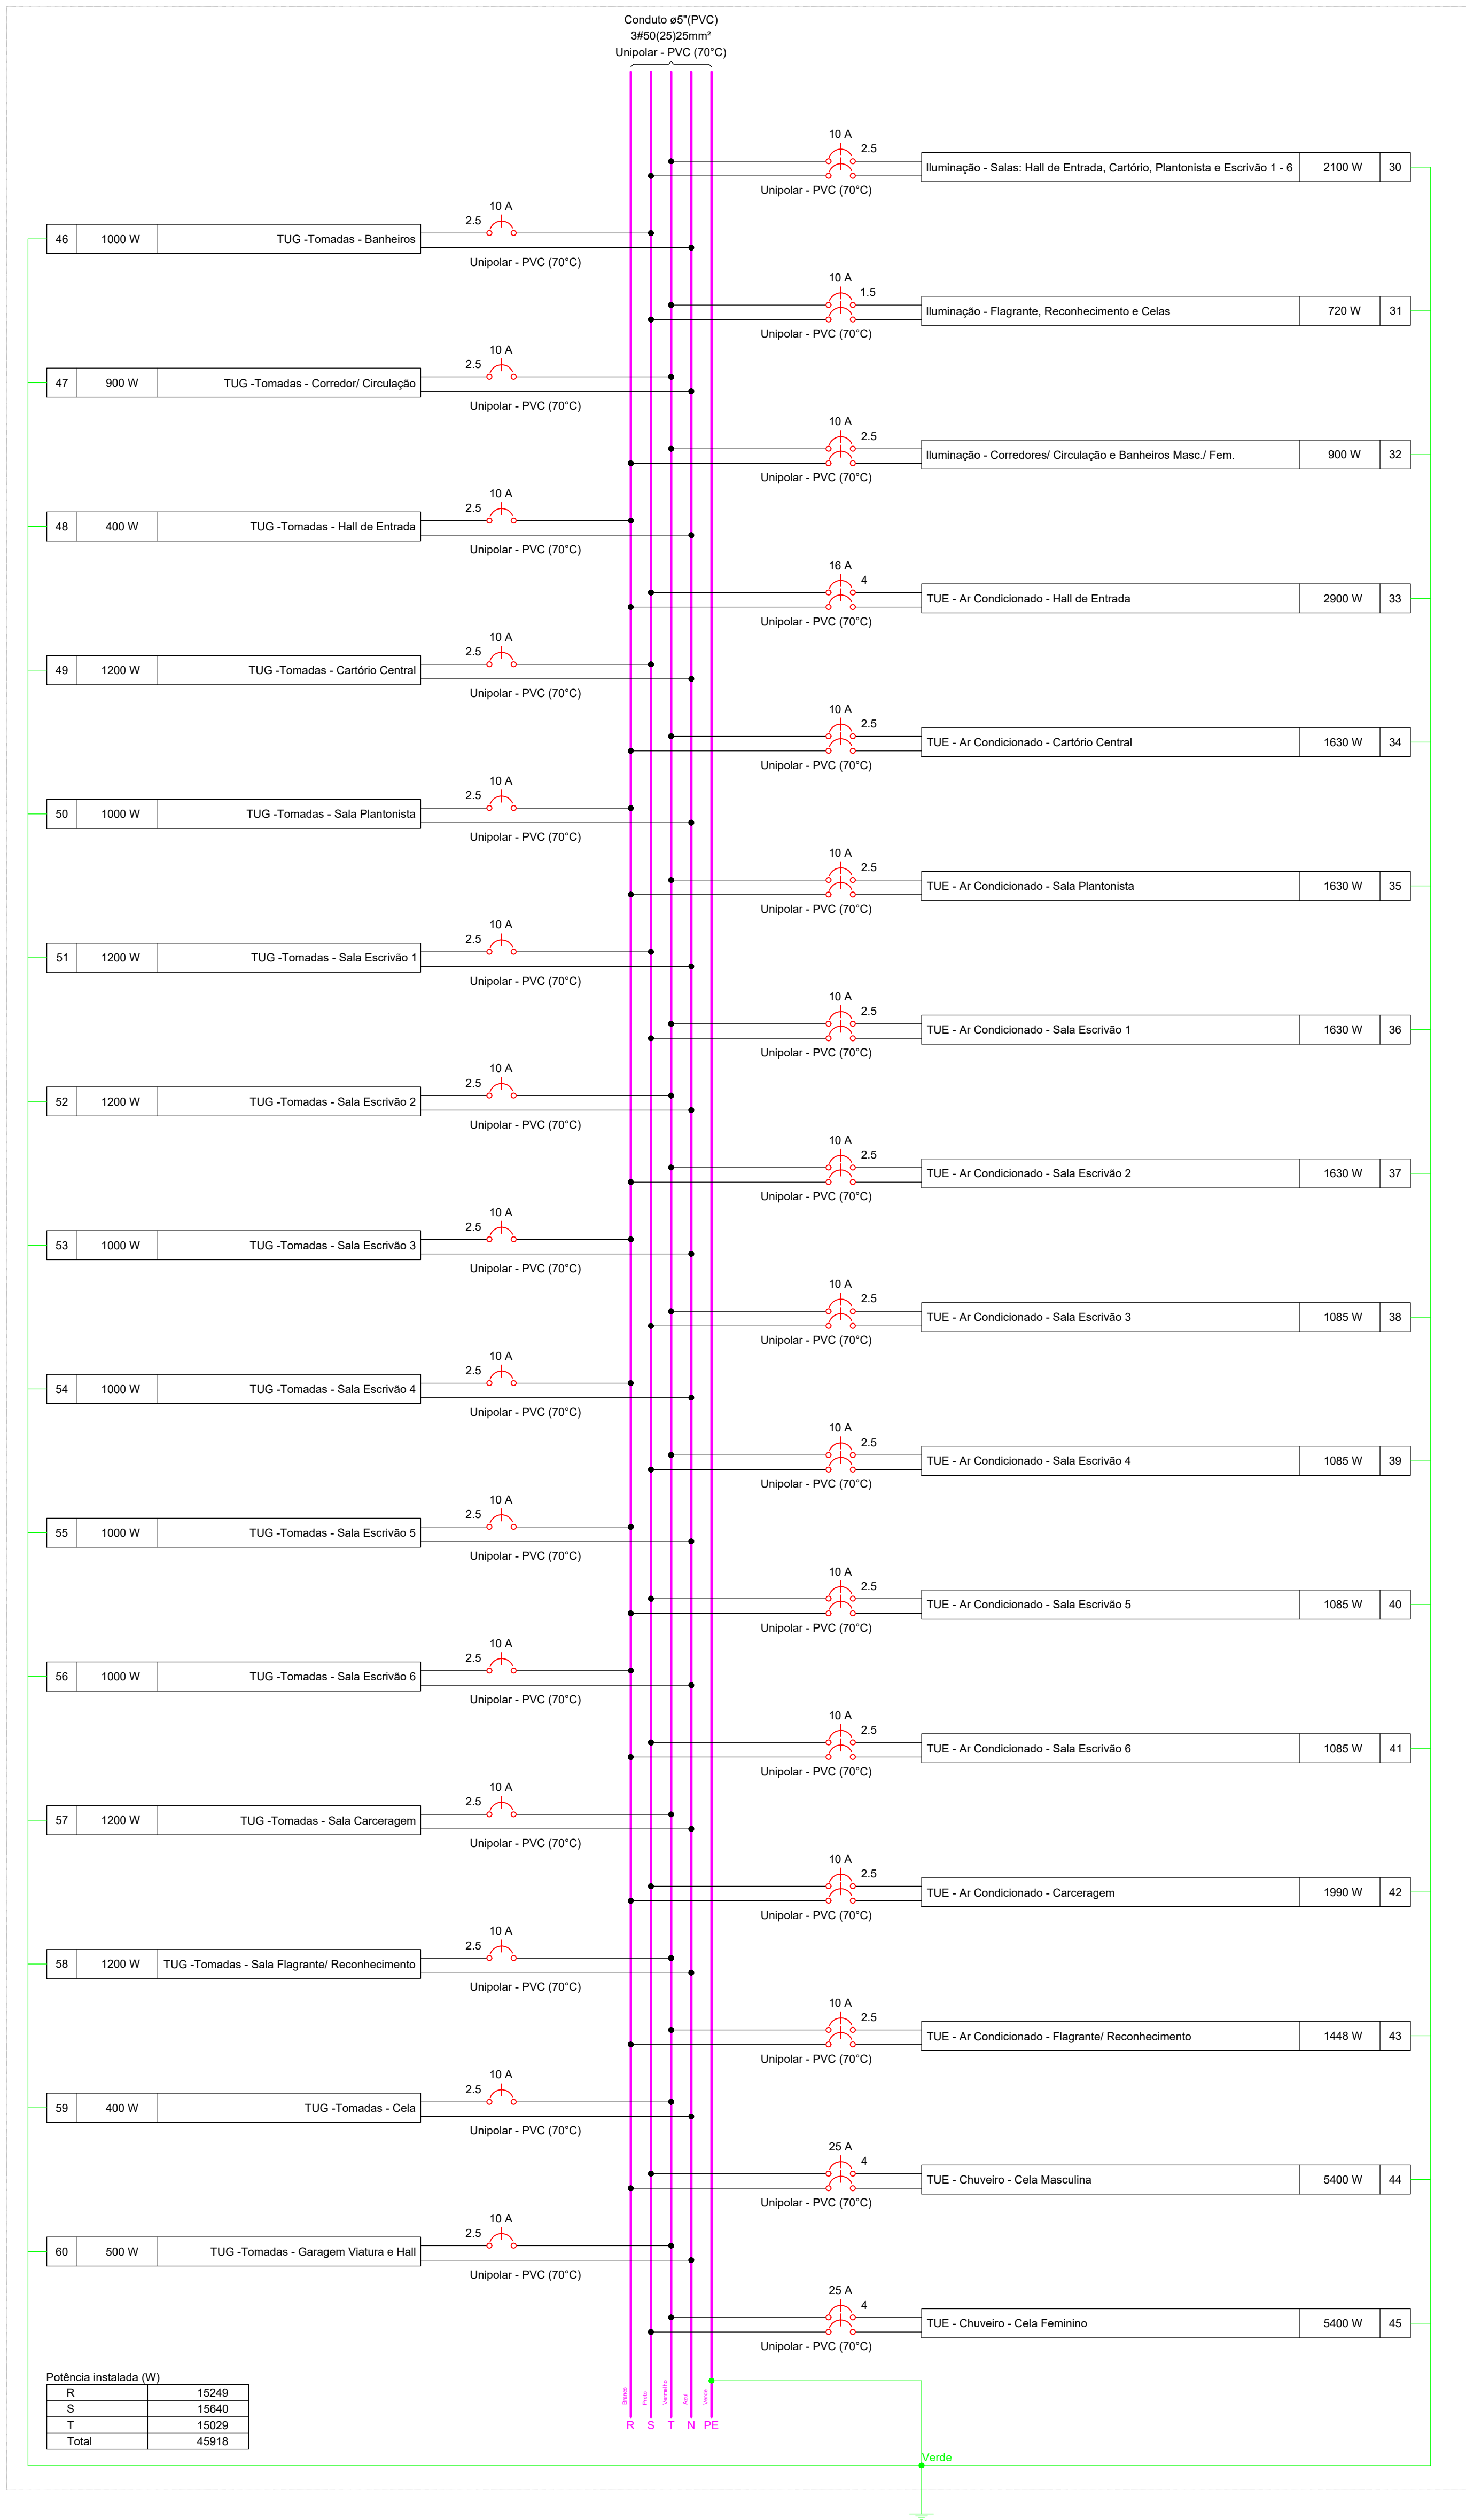 Conduto ø5"(PVC)
3#50(25)25mm²
Unipolar - PVC (70°C)
10 A
2.5
Iluminação - Salas: Hall de Entrada, Cartório, Plantonista e Escrivão 1 - 6 2100 W 30
Unipolar - PVC (70°C)
10 A
2.5
46 1000 W TUG -Tomadas - Banheiros
Unipolar - PVC (70°C)
10 A
1.5
Iluminação - Flagrante, Reconhecimento e Celas 720 W 31
Unipolar - PVC (70°C)
10 A
2.5
47 900 W TUG -Tomadas - Corredor/ Circulação
Unipolar - PVC (70°C)
10 A
2.5
Iluminação - Corredores/ Circulação e Banheiros Masc./ Fem. 900 W 32
Unipolar - PVC (70°C)
10 A
2.5
48 400 W TUG -Tomadas - Hall de Entrada
Unipolar - PVC (70°C)
16 A
4
TUE - Ar Condicionado - Hall de Entrada 2900 W 33
Unipolar - PVC (70°C)
10 A
2.5
49 1200 W TUG -Tomadas - Cartório Central
Unipolar - PVC (70°C)
10 A
2.5
TUE - Ar Condicionado - Cartório Central 1630 W 34
Unipolar - PVC (70°C)
10 A
2.5
50 1000 W TUG -Tomadas - Sala Plantonista
Unipolar - PVC (70°C)
10 A
2.5
TUE - Ar Condicionado - Sala Plantonista 1630 W 35
Unipolar - PVC (70°C)
10 A
2.5
51 1200 W TUG -Tomadas - Sala Escrivão 1
Unipolar - PVC (70°C)
10 A
2.5
TUE - Ar Condicionado - Sala Escrivão 1 1630 W 36
Unipolar - PVC (70°C)
10 A
2.5
52 1200 W TUG -Tomadas - Sala Escrivão 2
Unipolar - PVC (70°C)
10 A
2.5
TUE - Ar Condicionado - Sala Escrivão 2 1630 W 37
Unipolar - PVC (70°C)
10 A
2.5
53 1000 W TUG -Tomadas - Sala Escrivão 3
Unipolar - PVC (70°C)
10 A
2.5
TUE - Ar Condicionado - Sala Escrivão 3 1085 W 38
Unipolar - PVC (70°C)
10 A
2.5
54 1000 W TUG -Tomadas - Sala Escrivão 4
Unipolar - PVC (70°C)
10 A
2.5
TUE - Ar Condicionado - Sala Escrivão 4 1085 W 39
Unipolar - PVC (70°C)
10 A
2.5
55 1000 W TUG -Tomadas - Sala Escrivão 5
Unipolar - PVC (70°C)
10 A
2.5
TUE - Ar Condicionado - Sala Escrivão 5 1085 W 40
Unipolar - PVC (70°C)
10 A
2.5
56 1000 W TUG -Tomadas - Sala Escrivão 6
Unipolar - PVC (70°C)
10 A
2.5
TUE - Ar Condicionado - Sala Escrivão 6 1085 W 41
Unipolar - PVC (70°C)
10 A
2.5
57 1200 W TUG -Tomadas - Sala Carceragem
Unipolar - PVC (70°C)
10 A
2.5
TUE - Ar Condicionado - Carceragem 1990 W 42
Unipolar - PVC (70°C)
10 A
2.5
58 1200 W TUG -Tomadas - Sala Flagrante/ Reconhecimento
Unipolar - PVC (70°C)
10 A
2.5
TUE - Ar Condicionado - Flagrante/ Reconhecimento 1448 W 43
Unipolar - PVC (70°C)
10 A
2.5
59 400 W TUG -Tomadas - Cela
Unipolar - PVC (70°C)
25 A
4
TUE - Chuveiro - Cela Masculina 5400 W 44
Unipolar - PVC (70°C)
10 A
2.5
60 500 W TUG -Tomadas - Garagem Viatura e Hall
Unipolar - PVC (70°C)
25 A
4
TUE - Chuveiro - Cela Feminino 5400 W 45
Unipolar - PVC (70°C)
Potência instalada (W)
R 15249
S 15640
T 15029
Total 45918
Branco Preto Vermelho Azul Verde
R S T N PE
Verde